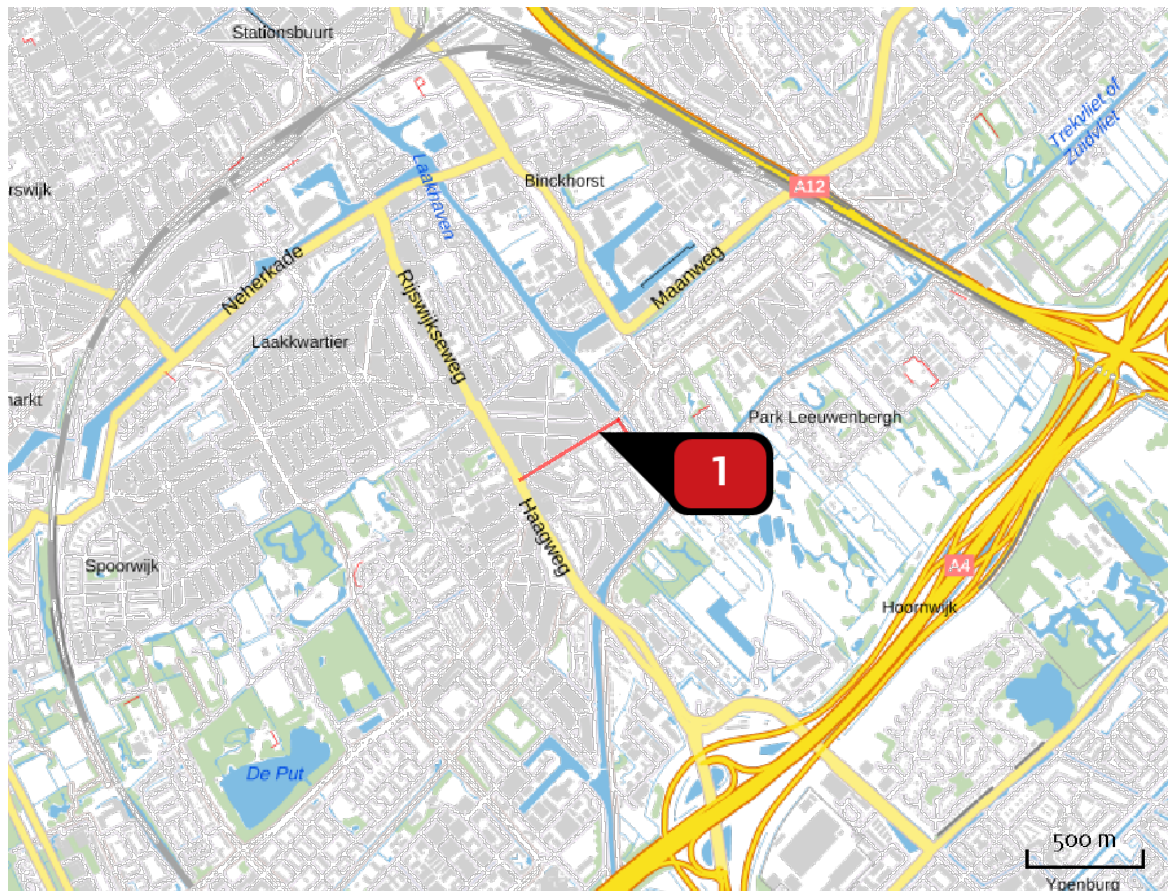 Stationsbuurt
Trekvliet of
Zuidvliet
Laakhaven
Binckhorst
A12
rswijk
Neherkade
Maanweg
Rijswijkseweg
Laakkwartier
arkt
Park Leeuwenbergh
1
Haagweg
Spoorwijk
A4
Hoornwijk
De Put
500 m
Ypenburg